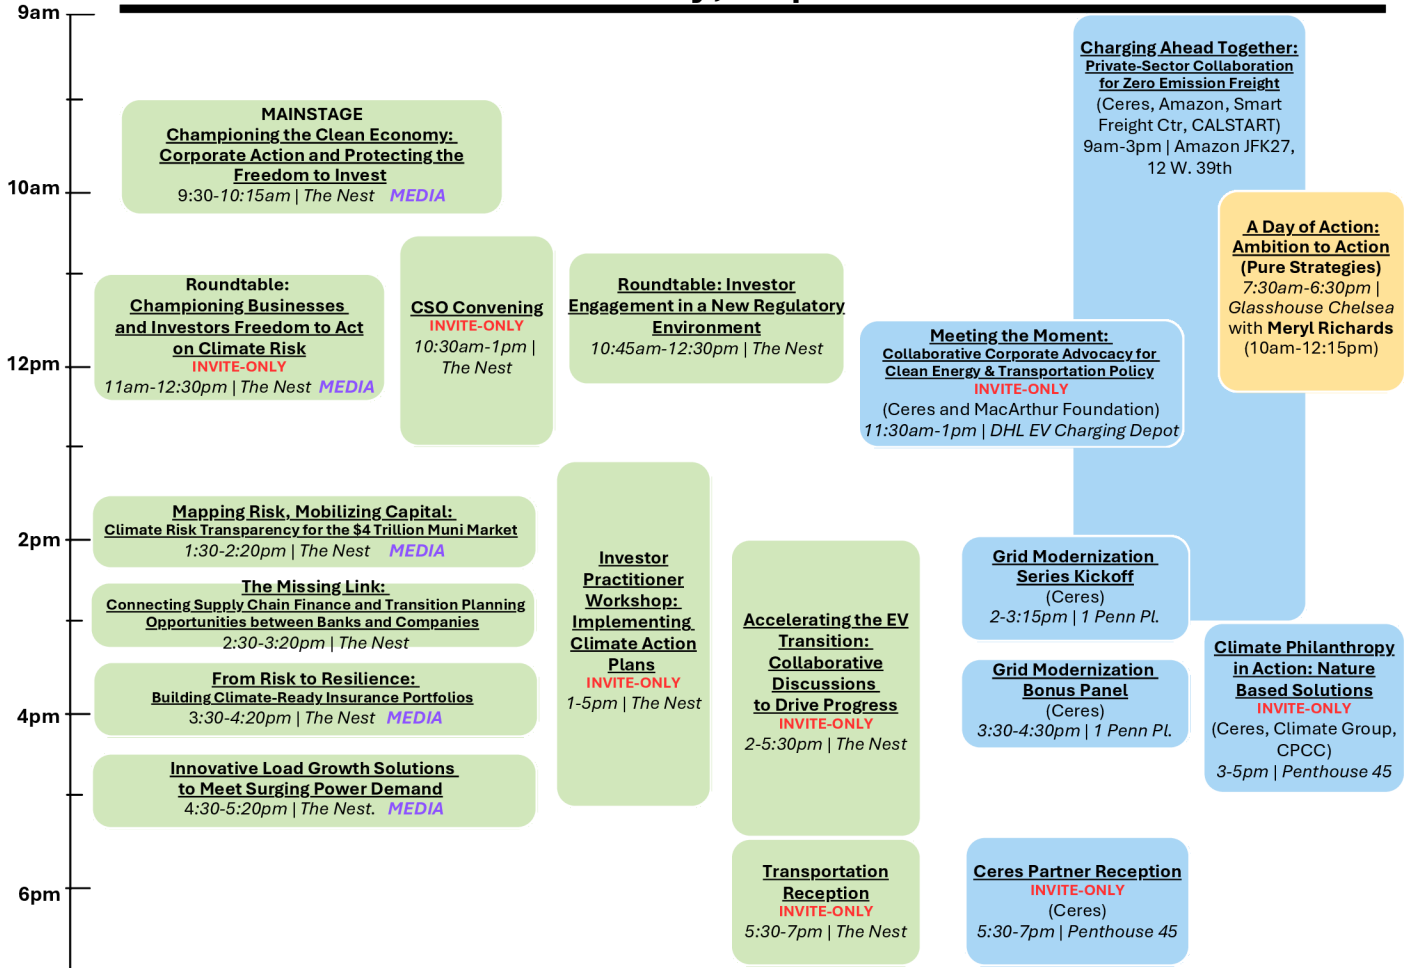 9am
MAINSTAGE
Championing the Clean Economy:
Corporate Action and Protecting the
Freedom to Invest
9:30-10:15am | The Nest MEDIA
Charging Ahead Together:
Private-Sector Collaboration
for Zero Emission Freight
(Ceres, Amazon, Smart
Freight Ctr, CALSTART)
9am-3pm | Amazon JFK27,
12 W. 39th
10am
A Day of Action:
Ambition to Action
(Pure Strategies)
7:30am-6:30pm |
Glasshouse Chelsea
with Meryl Richards
(10am-12:15pm)
Roundtable:
Championing Businesses
and Investors Freedom to Act
on Climate Risk
INVITE-ONLY
11am-12:30pm | The Nest MEDIA
CSO Convening
INVITE-ONLY
10:30am-1pm |
The Nest
Roundtable: Investor
Engagement in a New Regulatory
Environment
10:45am-12:30pm | The Nest
Meeting the Moment:
Collaborative Corporate Advocacy for
Clean Energy & Transportation Policy
INVITE-ONLY
(Ceres and MacArthur Foundation)
11:30am-1pm | DHL EV Charging Depot
12pm
Mapping Risk, Mobilizing Capital:
Climate Risk Transparency for the $4 Trillion Muni Market
1:30-2:20pm | The Nest MEDIA
2pm
The Missing Link:
Connecting Supply Chain Finance and Transition Planning
Opportunities between Banks and Companies
2:30-3:20pm | The Nest
From Risk to Resilience:
Building Climate-Ready Insurance Portfolios
3:30-4:20pm | The Nest MEDIA
4pm
Innovative Load Growth Solutions
to Meet Surging Power Demand
4:30-5:20pm | The Nest. MEDIA
Investor
Practitioner
Workshop:
Implementing
Climate Action
Plans
INVITE-ONLY
1-5pm | The Nest
Accelerating the EV
Transition:
Collaborative
Discussions
to Drive Progress
INVITE-ONLY
2-5:30pm | The Nest
Grid Modernization
Series Kickoff
(Ceres)
2-3:15pm | 1 Penn Pl.
Grid Modernization
Bonus Panel
(Ceres)
3:30-4:30pm | 1 Penn Pl.
Climate Philanthropy
in Action: Nature
Based Solutions
INVITE-ONLY
(Ceres, Climate Group,
CPCC)
3-5pm | Penthouse 45
6pm
Transportation
Reception
INVITE-ONLY
5:30-7pm | The Nest
Ceres Partner Reception
INVITE-ONLY
(Ceres)
5:30-7pm | Penthouse 45